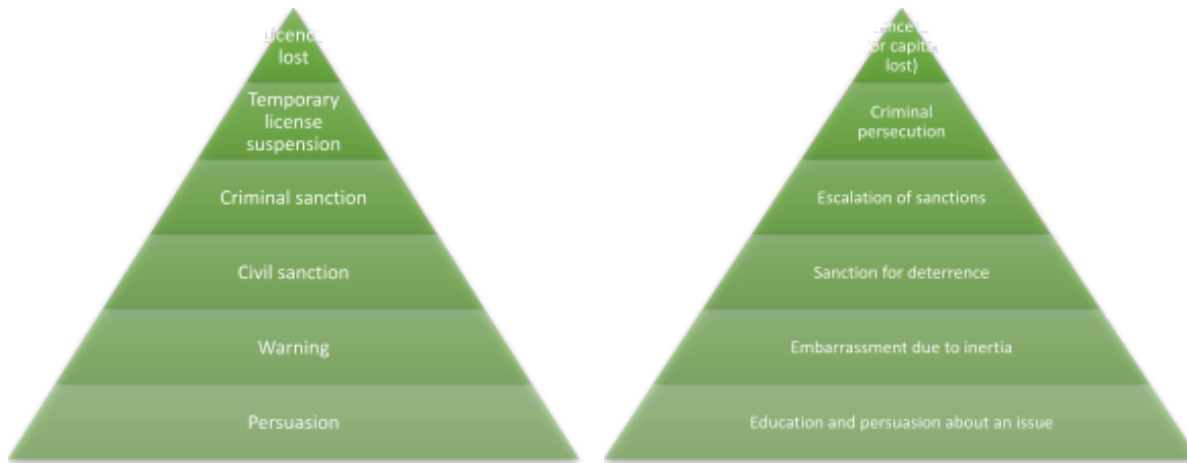 lost
Temporary
license
suspension
Criminal sanction
Civil sanction
Warning
Persuasion
lost)
Criminal
persecution
Escalation of sanctions
Sanction for deterrence
Embarrassment due to inertia
Education and persuasion about an issue